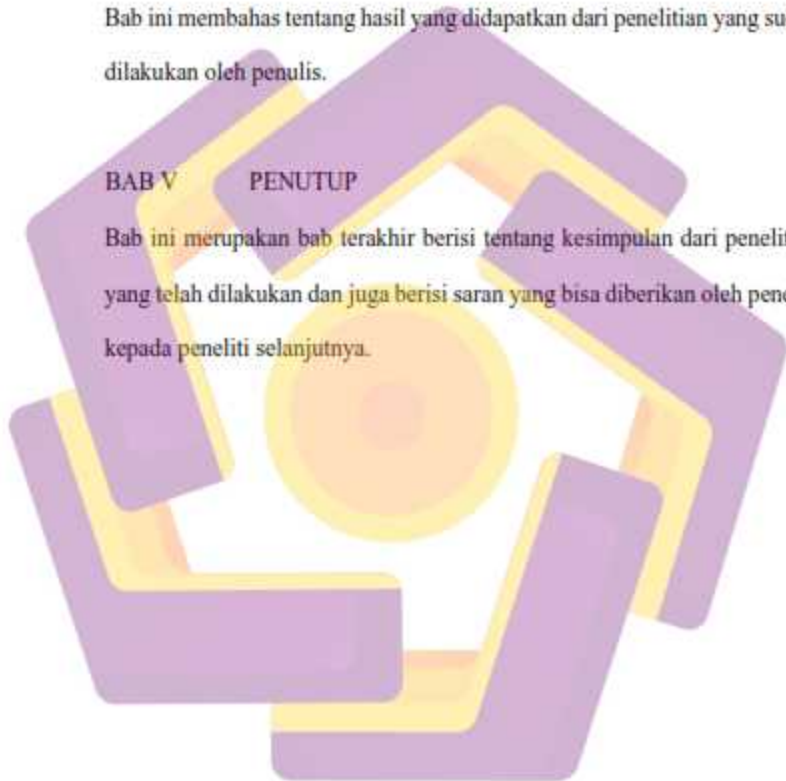 Bab ini membahas tentang hasil yang didapatkan dari penelitian yang su
dilakukan oleh penulis.
BAB V PENUTUP
Bab ini merupakan bab terakhir berisi tentang kesimpulan dari penelit
yang telah dilakukan dan juga berisi saran yang bisa diberikan oleh pene
kepada peneliti selanjutnya.